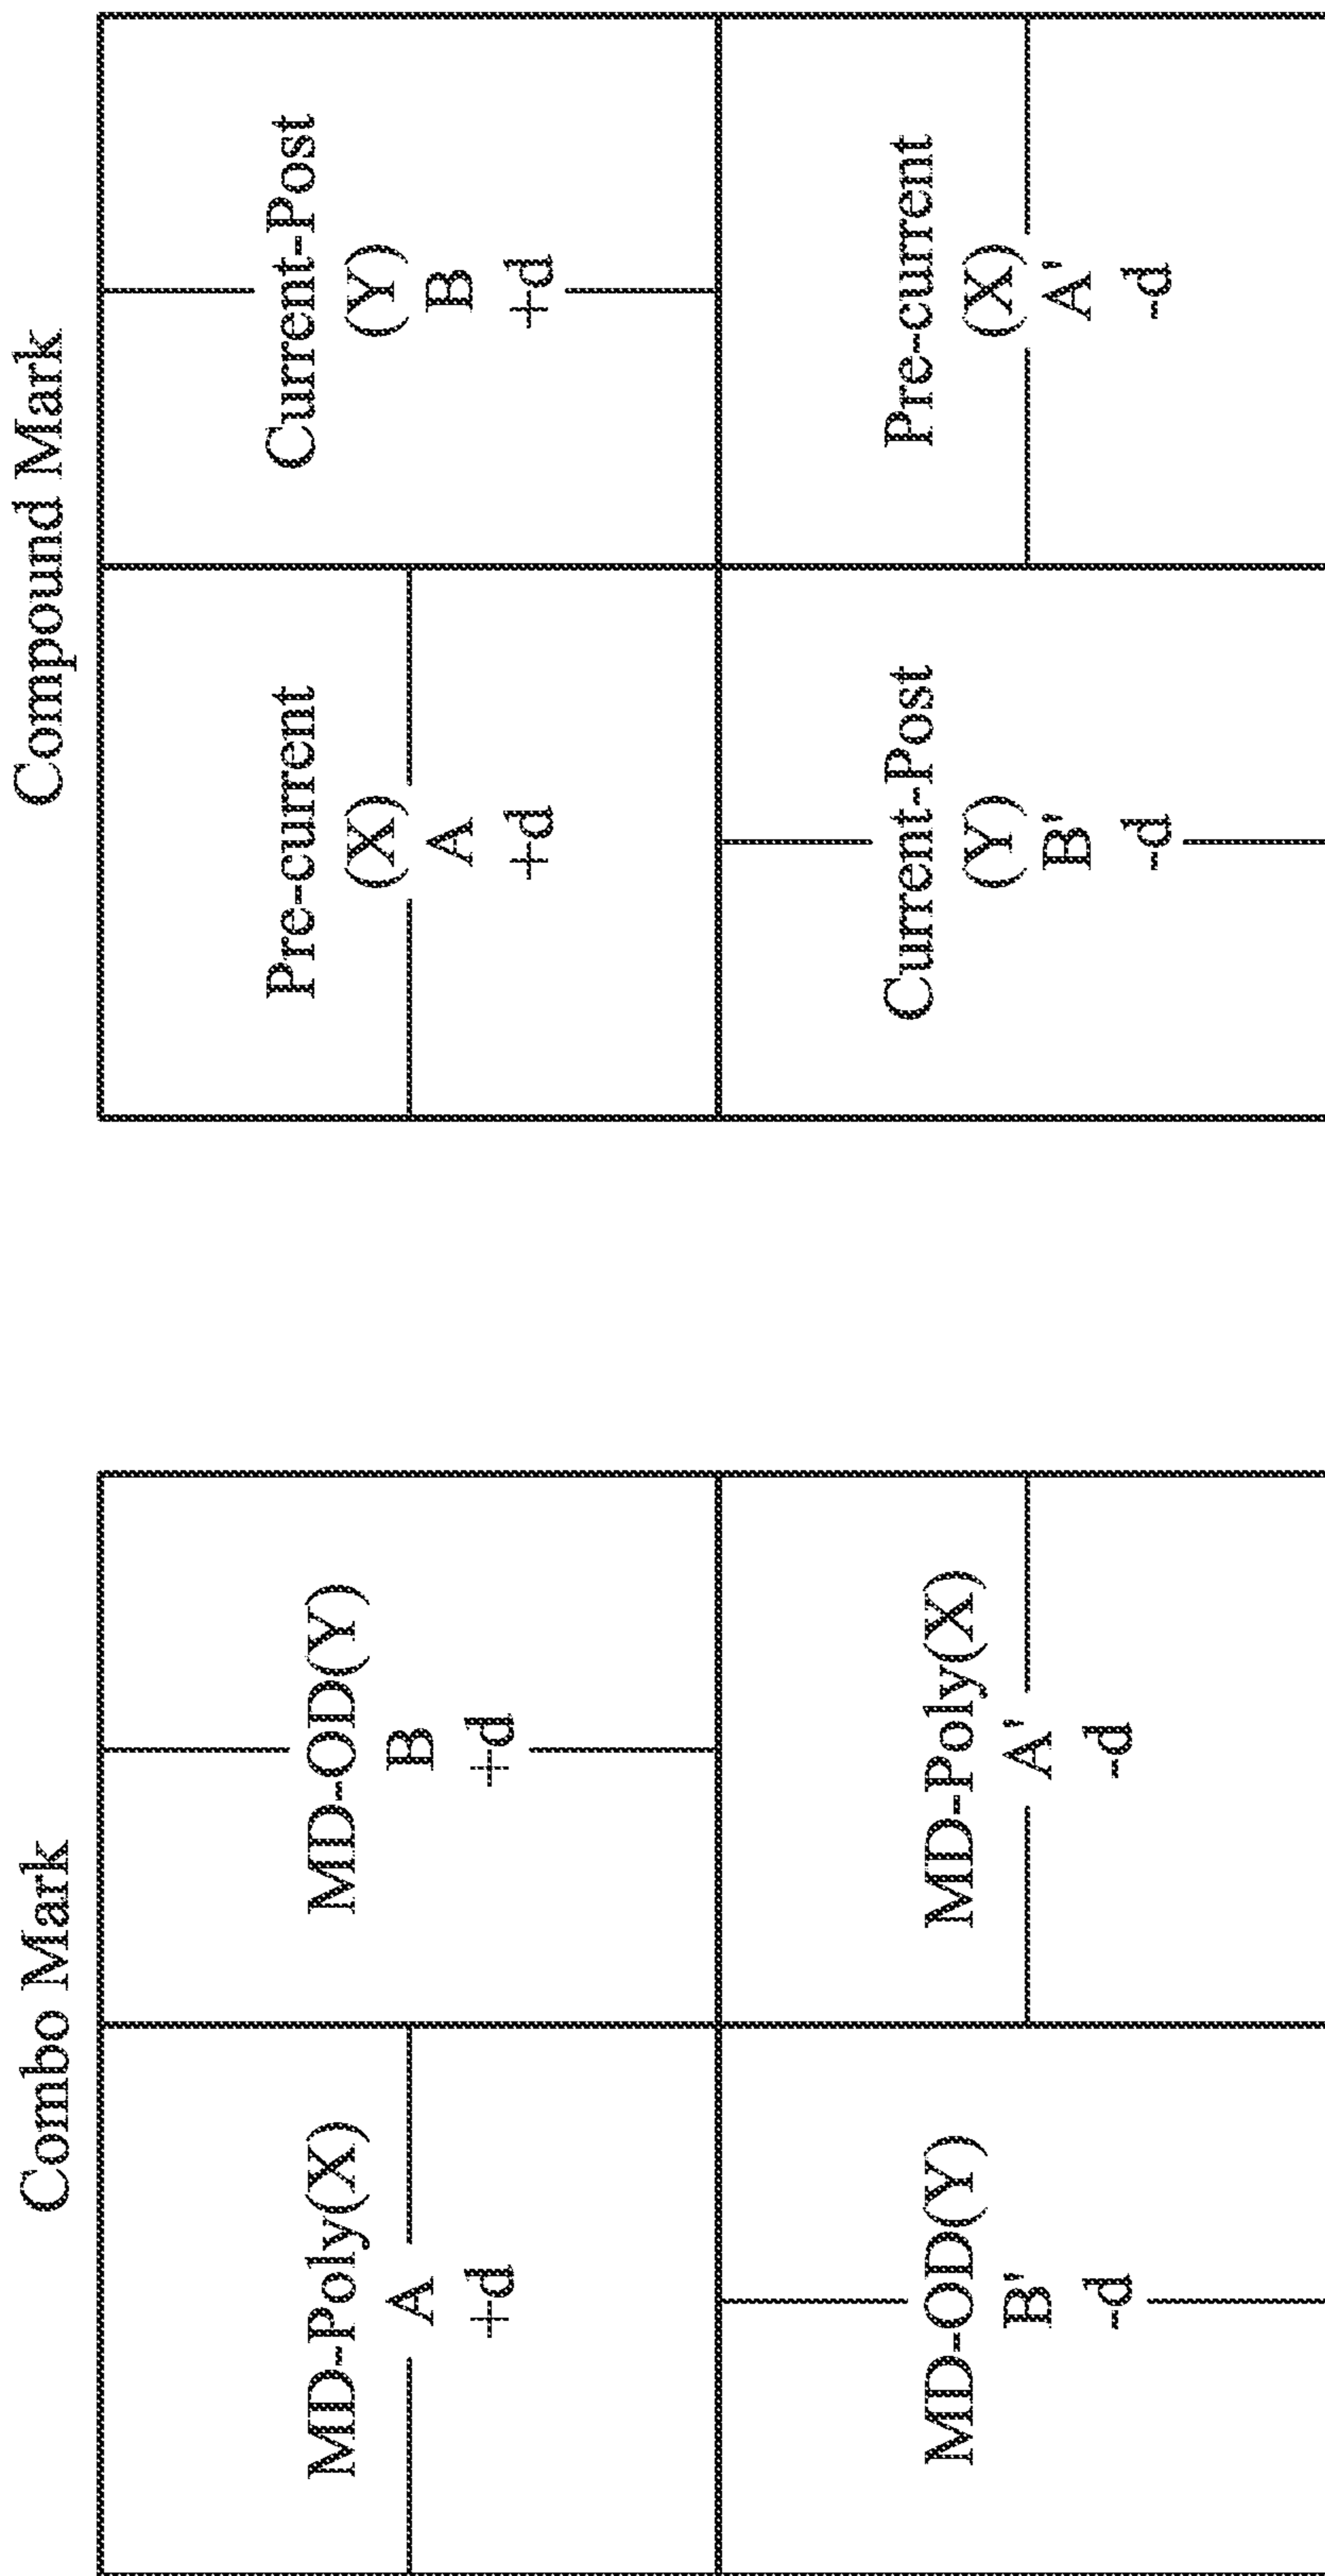 Combo Mark
MD-Poly(X)
A
+d
MD-OD(Y)
B
+d
MD-OD(Y)
B'
-d
MD-Poly(X)
A'
-d
Compound Mark
Pre-current
(X)
A
+d
Current-Post
(Y)
B
+d
Current-Post
(Y)
B'
-d
Pre-current
(X)
A'
-d